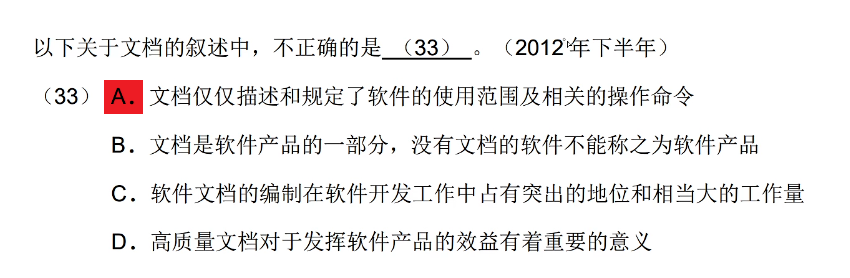 以下关于文档的叙述中，不正确的是 （33） 。（2012年下半年）
（33） A．文档仅仅描述和规定了软件的使用范围及相关的操作命令
B．文档是软件产品的一部分，没有文档的软件不能称之为软件产品
C．软件文档的编制在软件开发工作中占有突出的地位和相当大的工作量
D．高质量文档对于发挥软件产品的效益有着重要的意义